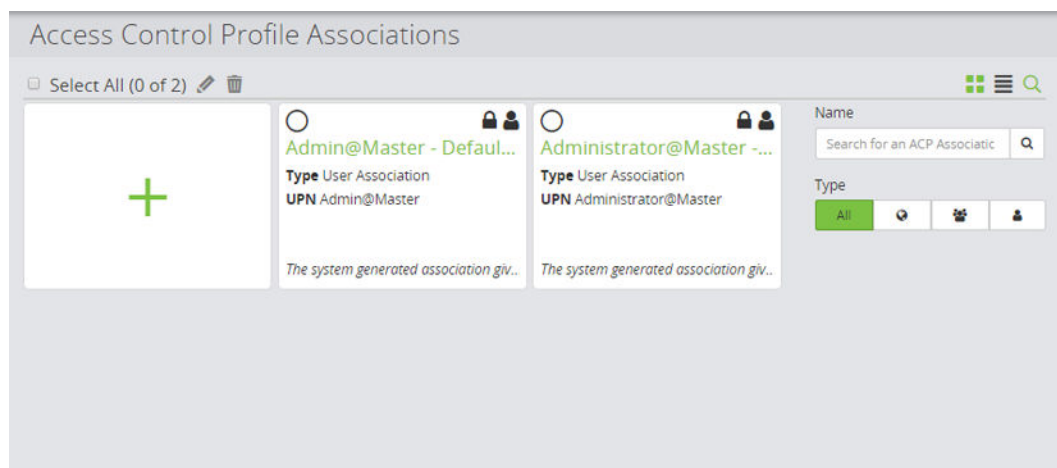 Access Control Profile Associations
Select All (0 of 2)
Admin@Master - Defaul...
Type User Association
UPN Admin@Master
The system generated association giv..
Administrator@Master -...
Type User Association
UPN Administrator@Master
The system generated association giv..
Name
Search for an ACP Associatic
Type
All